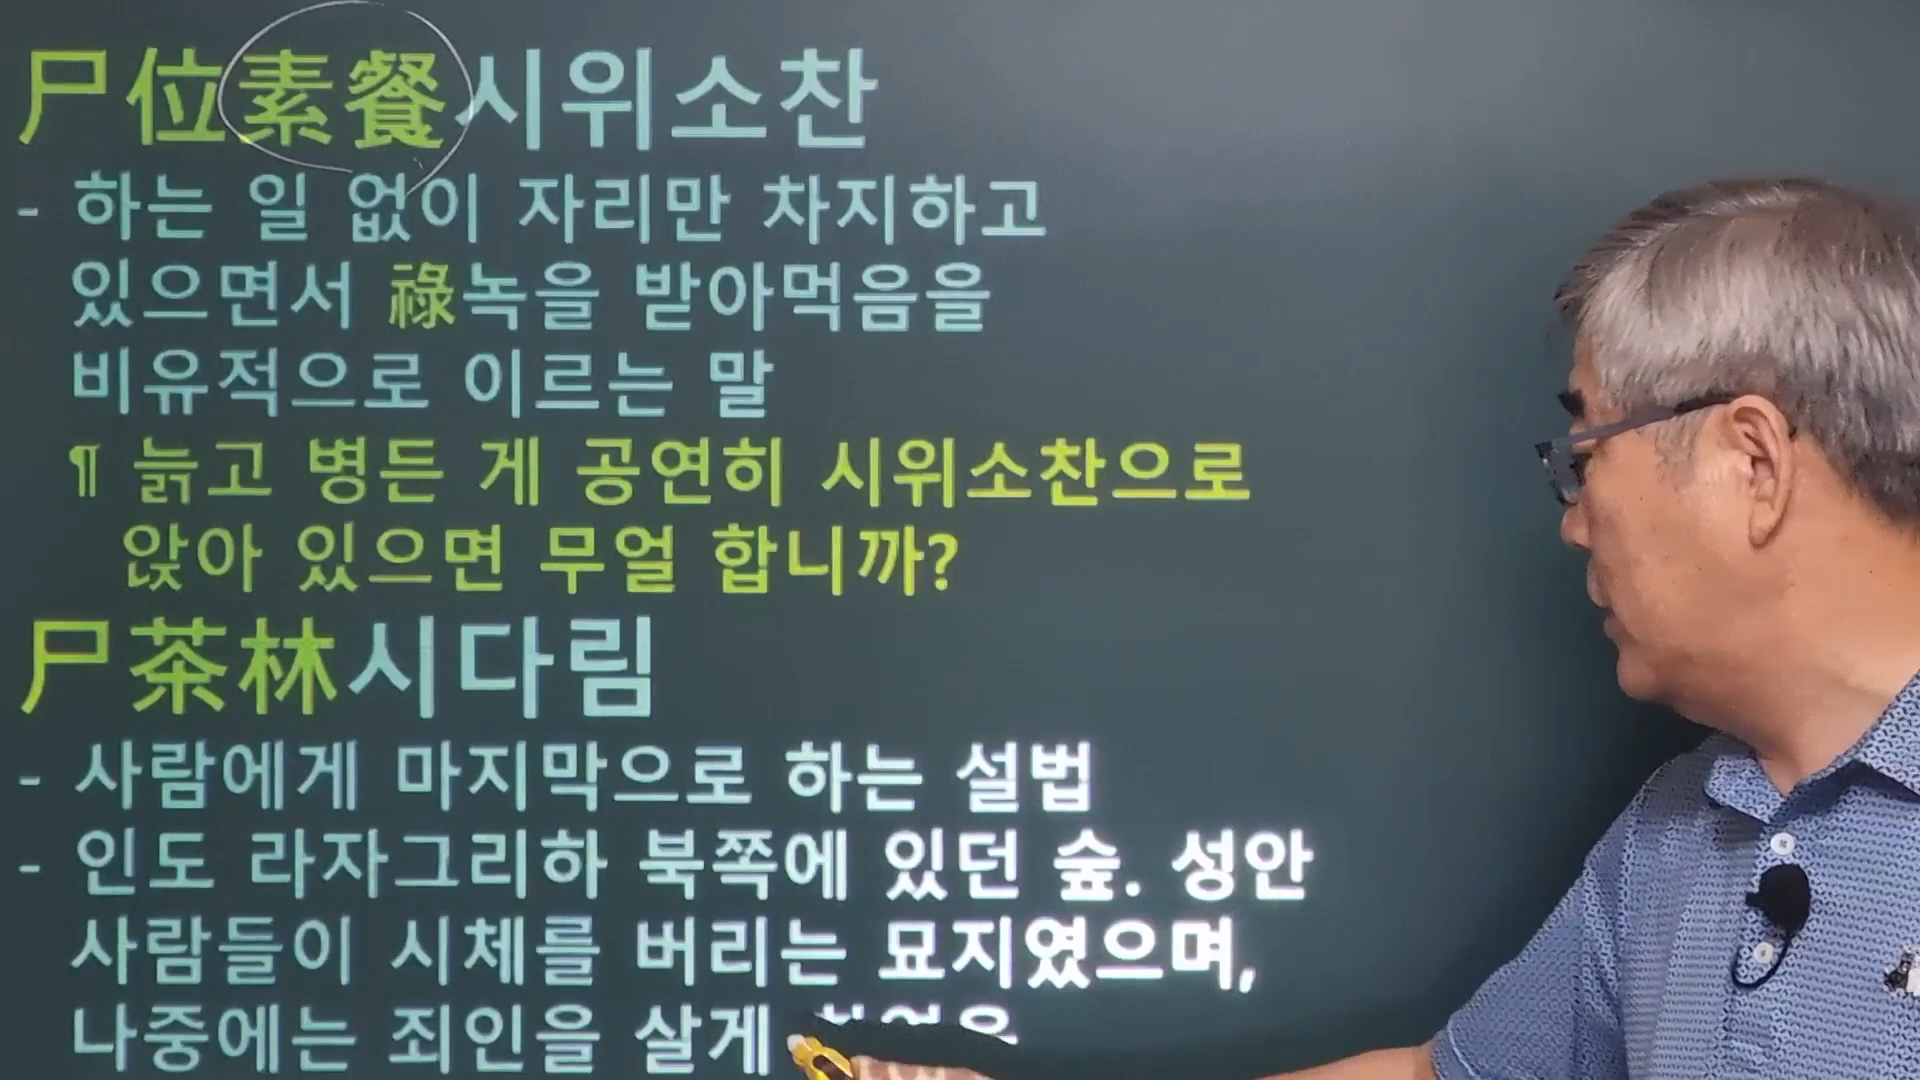 尸位素餐시위소찬
- 하는 일 없이 자리만 차지하고
있으면서 祿녹을 받아먹음을
비유적으로 이르는 말
¶ 늙고 병든 게 공연히 시위소찬으로
앉아 있으면 무얼 합니까?
尸茶林시다림
- 사람에게 마지막으로 하는 설법
- 인도 라자그리하 북쪽에 있던 숲. 성안
사람들이 시체를 버리는 묘지였으며,
나중에는 죄인을 살게